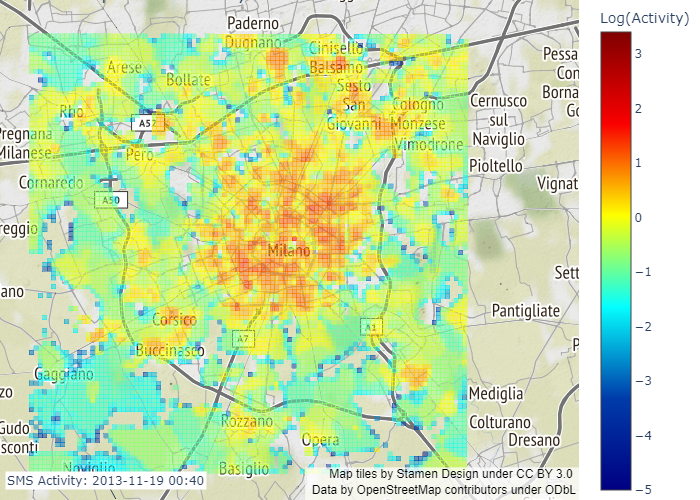 Log(Activity)
Paderno
Dugnano
Cinisello
Balsamo
Arese
Bollate
Sesto
San
Giovanni
Rho
A52
Cologno
Monzese
Vimodrone
Cernusco
sul
Naviglio
Pessa
Con
Borna
Go
Pregnana
Milanese
Pero
Pioltello
Cornaredo
A50
Vignat
reggio
Milano
Sett
ano
Pantigliate
Corsico
A7
A1
Buccinasco
P
Gaggiano
zo
Mediglia
Rozzano
Opera
Colturano
Dresano
Gudo
sconti
Noviglio
Basiglio
3
2
1
0
−1
−2
−3
−4
−5
SMS Activity: 2013-11-19 00:40
Map tiles by Stamen Design under CC BY 3.0
Data by OpenStreetMap contributors under ODbL